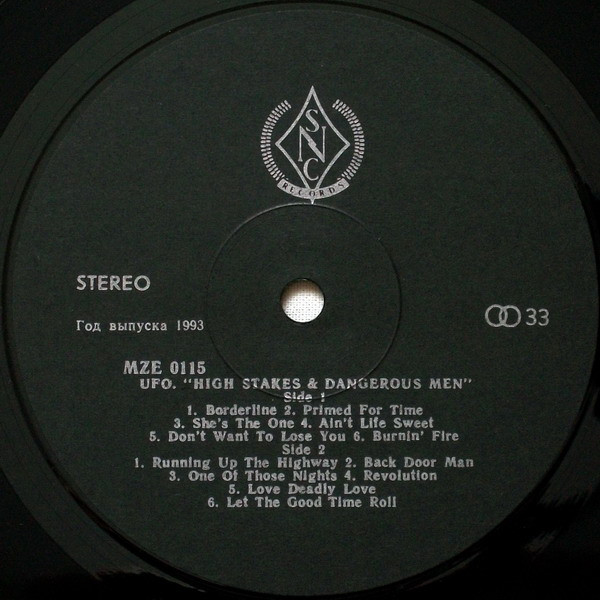 SNC
RECORDS
STEREO
33
Год выпуска 1993
MZE 0115
UFO. "HIGH STAKES & DANGEROUS MEN"
Side 1
1. Borderline 2. Primed For Time
3. She's The One 4. Ain't Life Sweet
5. Don't Want To Lose You 6. Burnin' Fire
Side 2
1. Running Up The Highway 2. Back Door Man
3. One Of Those Nights 4. Revolution
5. Love Deadly Love
6. Let The Good Time Roll